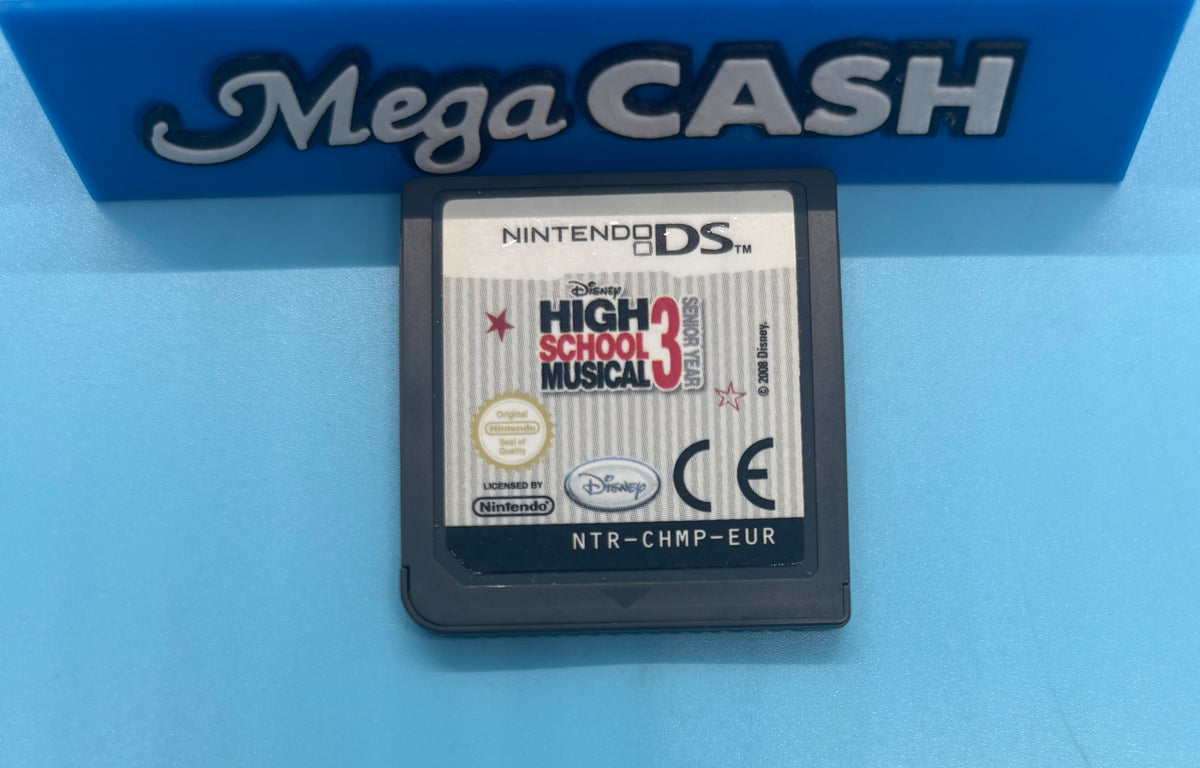 Mega CASH
NINTENDO DS™
Disney
HIGH
SCHOOL
MUSICAL
3
SENIOR YEAR
© 2008 Disney.
Original
Nintendo
Seal of
Quality
LICENSED BY
Nintendo®
Disney
CE
NTR-CHMP-EUR